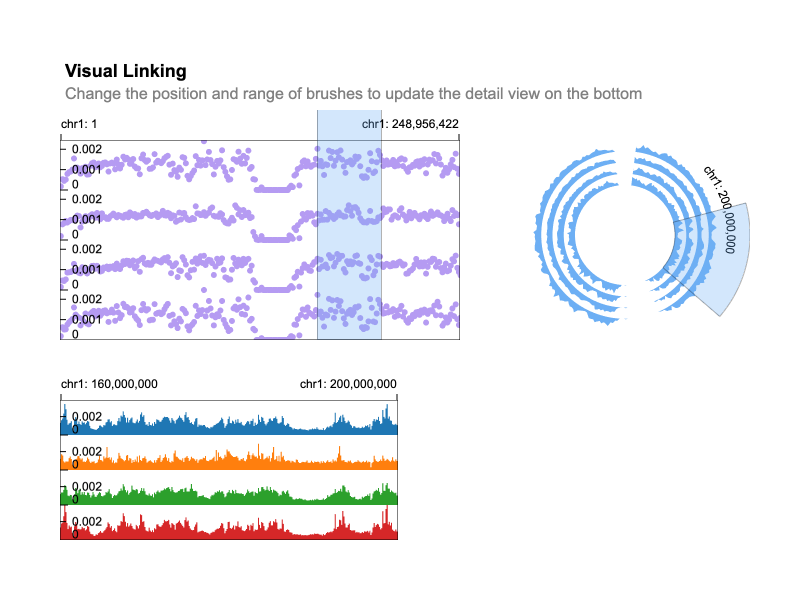 Visual Linking
Change the position and range of brushes to update the detail view on the bottom
chr1: 1
chr1: 248,956,422
0.002
0.001
0
0.002
0.001
0
0.002
0.001
0
0.002
0.001
0
chr1: 200,000,000
chr1: 160,000,000
chr1: 200,000,000
0.002
0
0.002
0
0.002
0
0.002
0